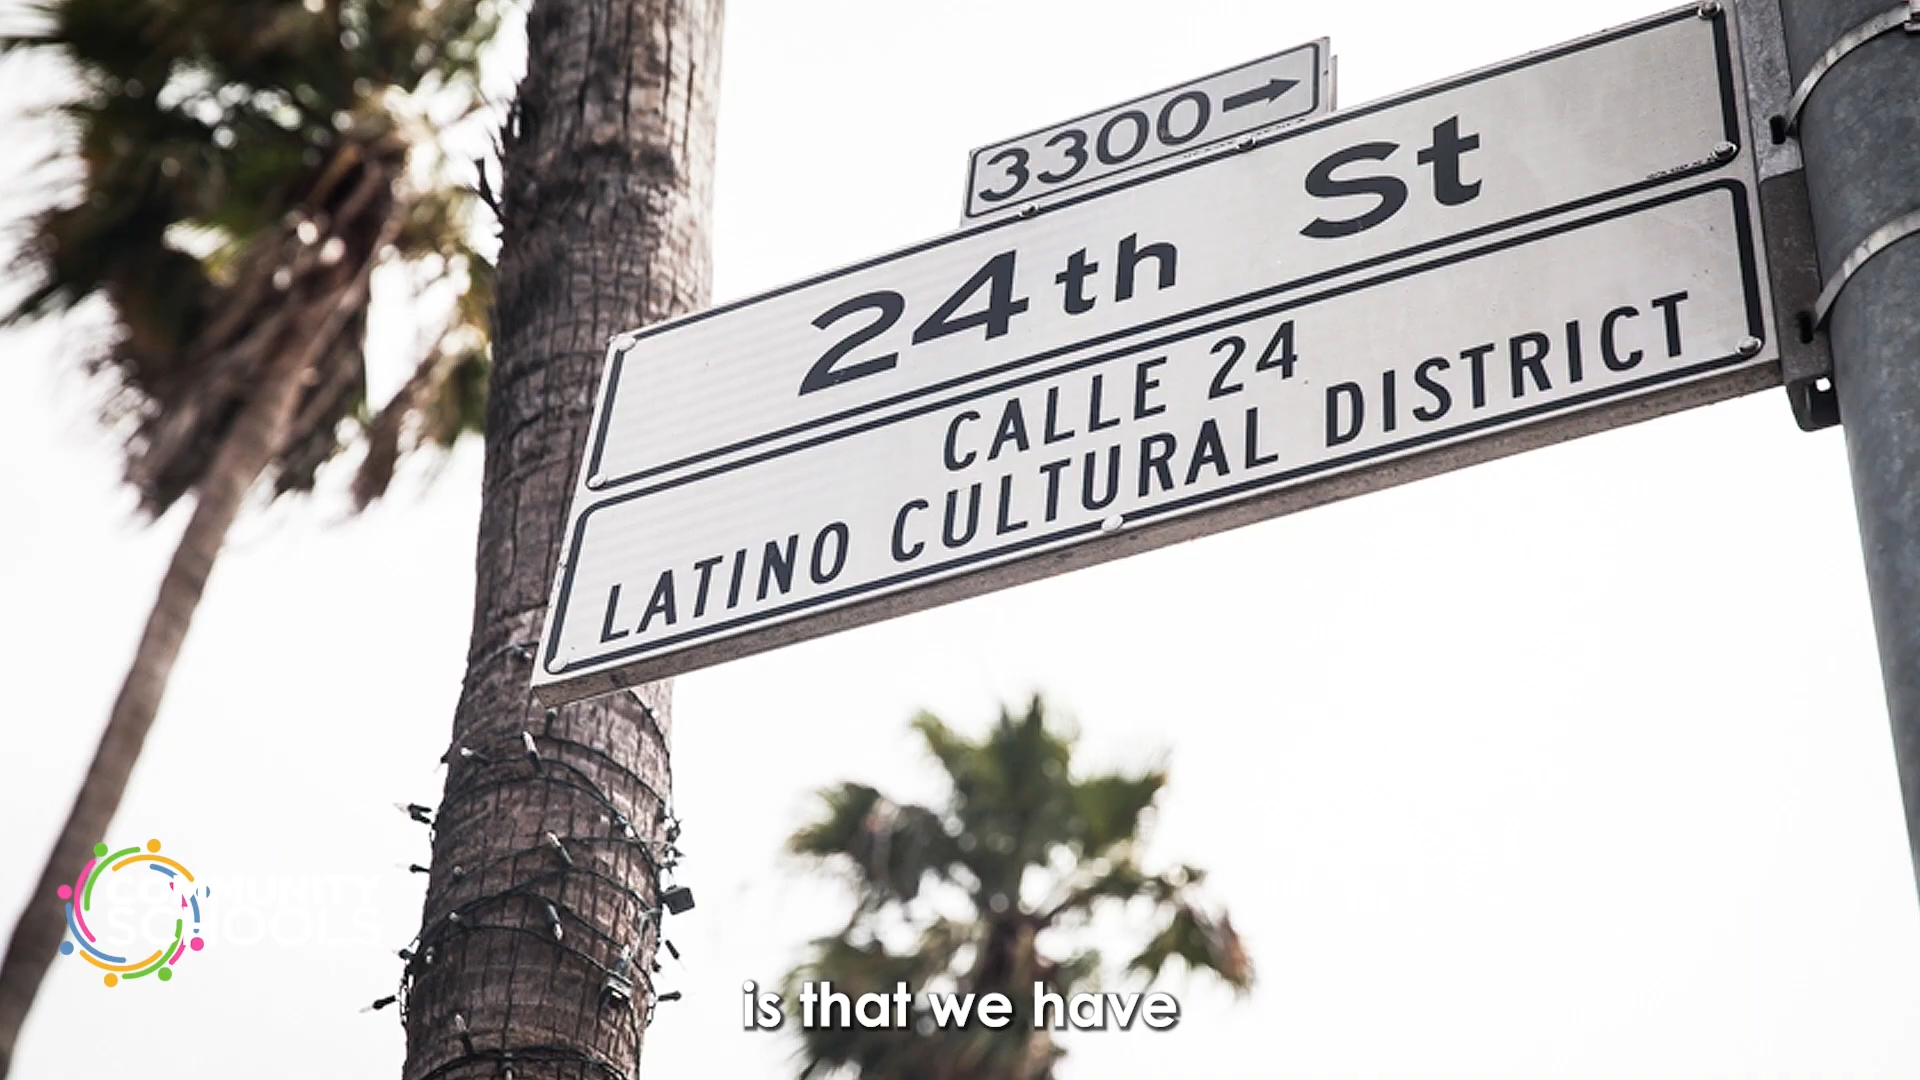 3300→
24th St
CALLE 24
LATINO CULTURAL DISTRICT
COMMUNITY
SCHOOLS
is that we have